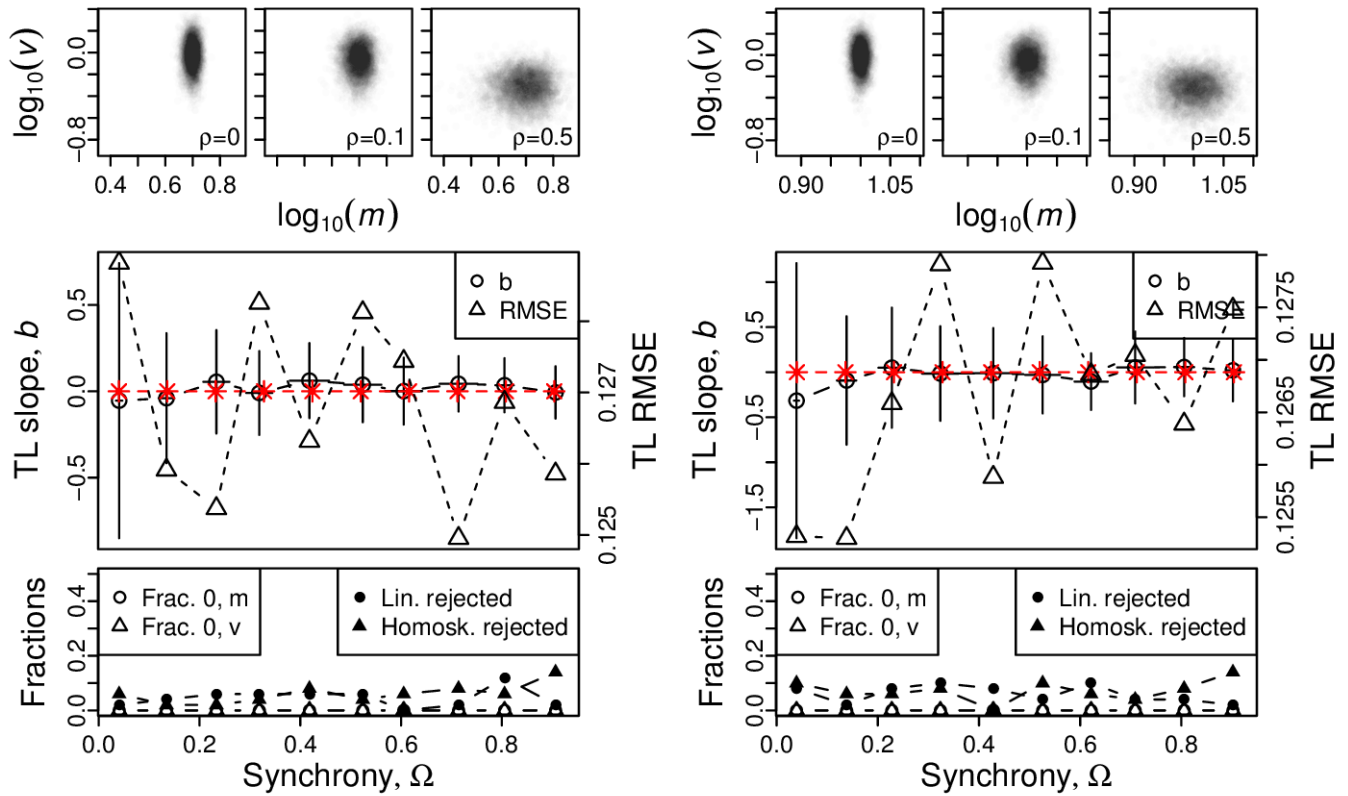 log₁₀(v)
0.0
−0.8
ρ=0
ρ=0.1
ρ=0.5
0.4
0.6
0.8
0.4
0.6
0.8
log₁₀(m)
log₁₀(v)
0.0
−0.8
ρ=0
ρ=0.1
ρ=0.5
0.90
1.05
0.90
1.05
log₁₀(m)
TL slope, b
0.5
0.0
−0.5
b
RMSE
0.127
0.125
TL RMSE
TL slope, b
0.5
−0.5
−1.5
b
RMSE
0.1275
0.1265
0.1255
TL RMSE
Fractions
0.4
0.2
0.0
Frac. 0, m
Frac. 0, v
Lin. rejected
Homosk. rejected
0.0
0.2
0.4
0.6
0.8
Synchrony, Ω
Fractions
0.4
0.2
0.0
Frac. 0, m
Frac. 0, v
Lin. rejected
Homosk. rejected
0.0
0.2
0.4
0.6
0.8
Synchrony, Ω